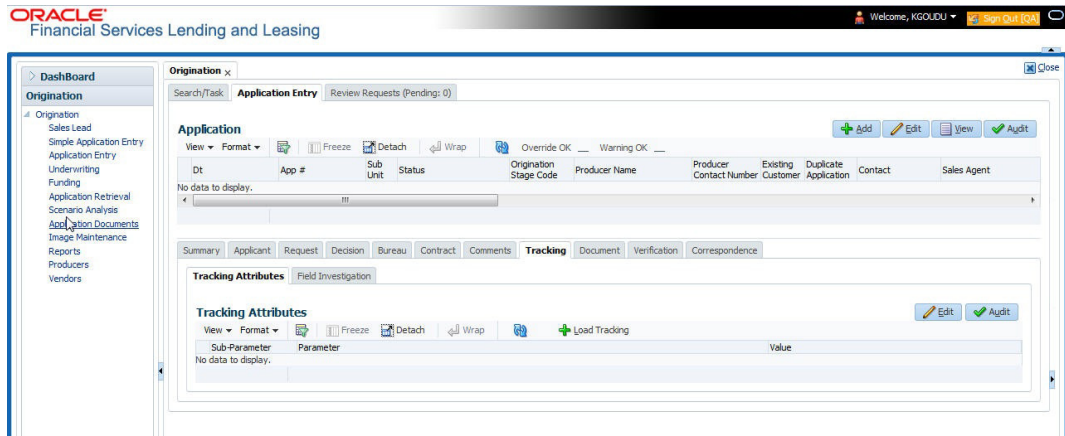 ORACLE
Financial Services Lending and Leasing
Welcome, KGOUDU
Sign Out [QA]
Close
DashBoard
Origination
Origination
Sales Lead
Simple Application Entry
Application Entry
Underwriting
Funding
Application Retrieval
Scenario Analysis
Application Documents
Image Maintenance
Reports
Producers
Vendors
Origination
Search/Task Application Entry Review Requests (Pending: 0)
Application
Add Edit View Audit
View Format Freeze Detach Wrap Override OK __ Warning OK __
Dt App # Sub Unit Status Origination Stage Code Producer Name Producer Contact Number Existing Customer Duplicate Application Contact Sales Agent
No data to display.
Summary Applicant Request Decision Bureau Contract Comments Tracking Document Verification Correspondence
Tracking Attributes Field Investigation
Tracking Attributes
Edit Audit
View Format Freeze Detach Wrap Load Tracking
Sub-Parameter Parameter Value
No data to display.